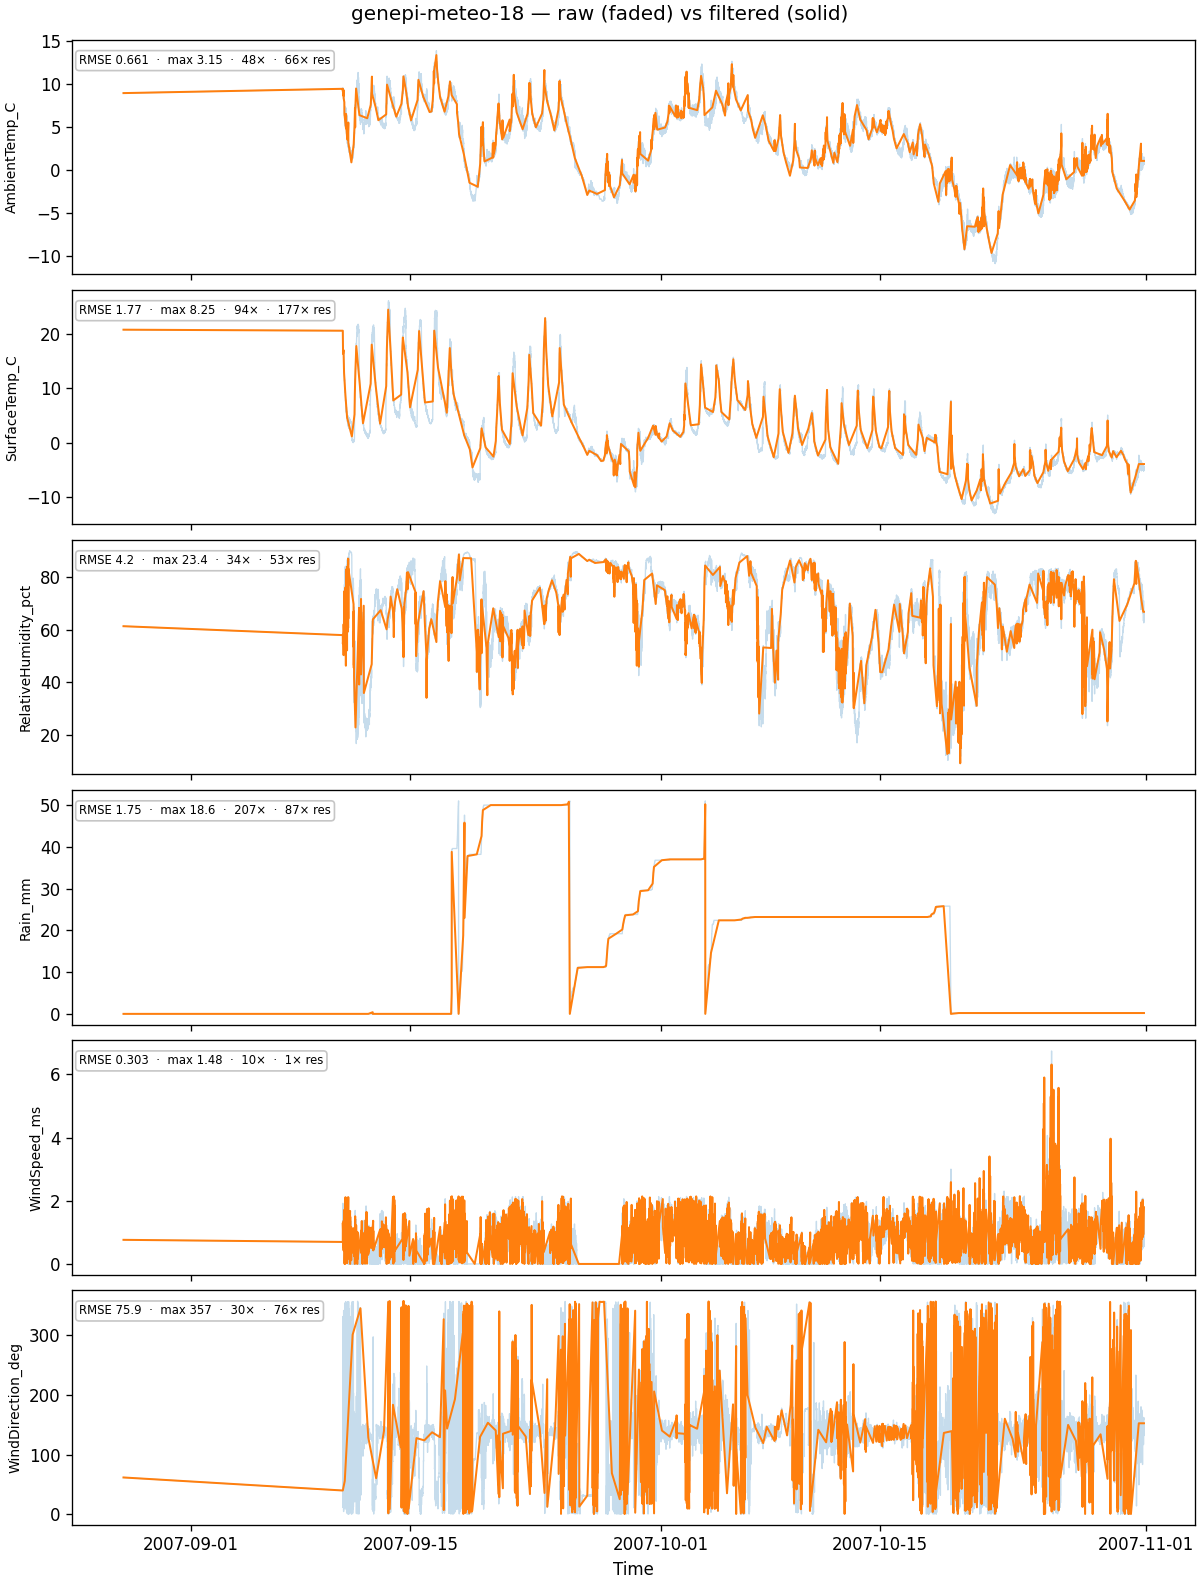 genepi-meteo-18 — raw (faded) vs filtered (solid)
15
10
5
0
−5
−10
AmbientTemp_C
RMSE 0.661 · max 3.15 · 48× · 66× res
20
10
0
−10
SurfaceTemp_C
RMSE 1.77 · max 8.25 · 94× · 177× res
80
60
40
20
RelativeHumidity_pct
RMSE 4.2 · max 23.4 · 34× · 53× res
50
40
30
20
10
0
Rain_mm
RMSE 1.75 · max 18.6 · 207× · 87× res
6
4
2
0
WindSpeed_ms
RMSE 0.303 · max 1.48 · 10× · 1× res
300
200
100
0
WindDirection_deg
RMSE 75.9 · max 357 · 30× · 76× res
2007-09-01 2007-09-15 2007-10-01 2007-10-15 2007-11-01
Time